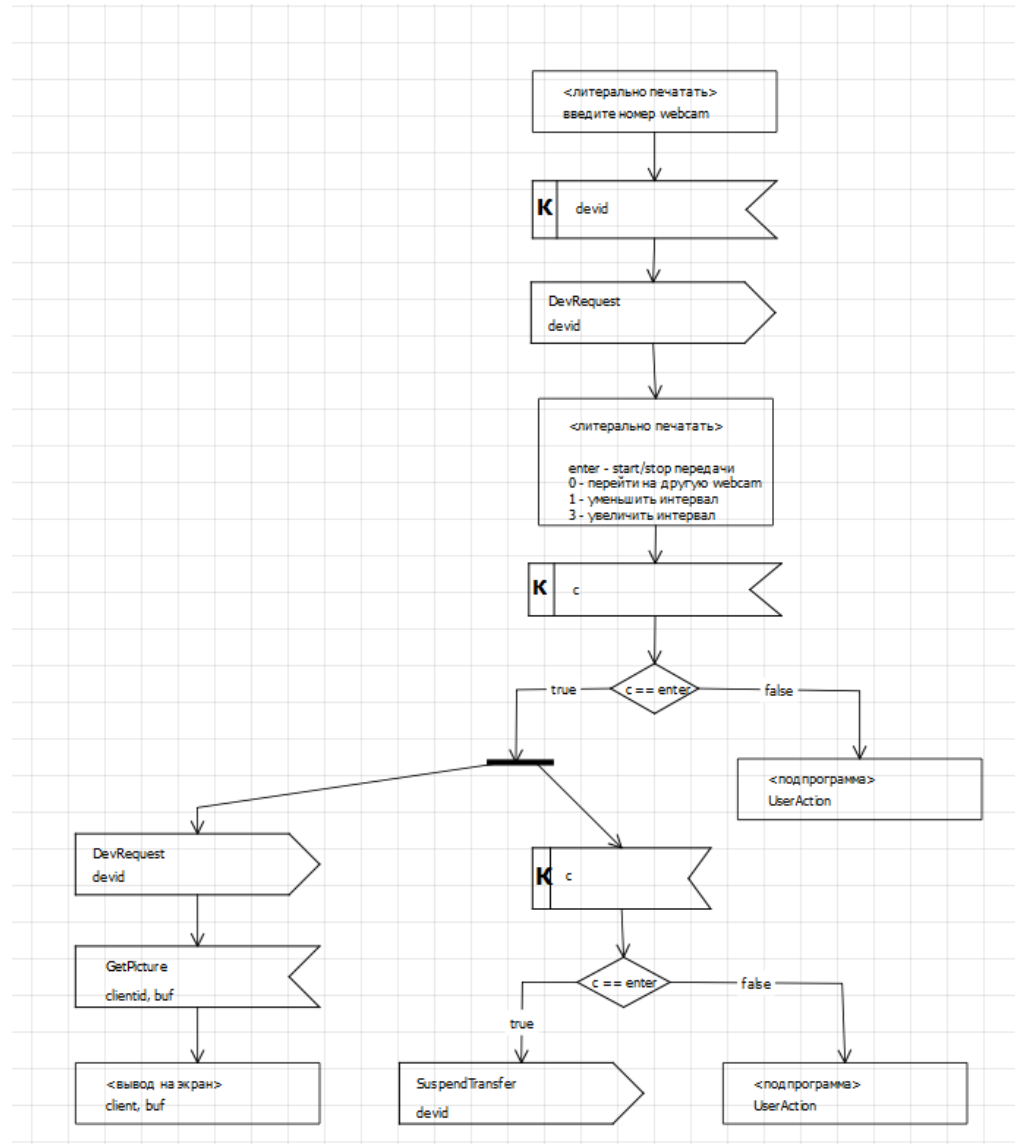 <литерально печатать>
введите номер webcam
K devid
DevRequest
devid
<литерально печатать>
enter - start/stop передачи
0 - перейти на другую webcam
1 - уменьшить интервал
3 - увеличить интервал
K c
true
c == enter
false
<подпрограмма>
UserAction
DevRequest
devid
K c
GetPicture
clientid, buf
c == enter
false
true
<вывод на экран>
client, buf
SuspendTransfer
devid
<подпрограмма>
UserAction